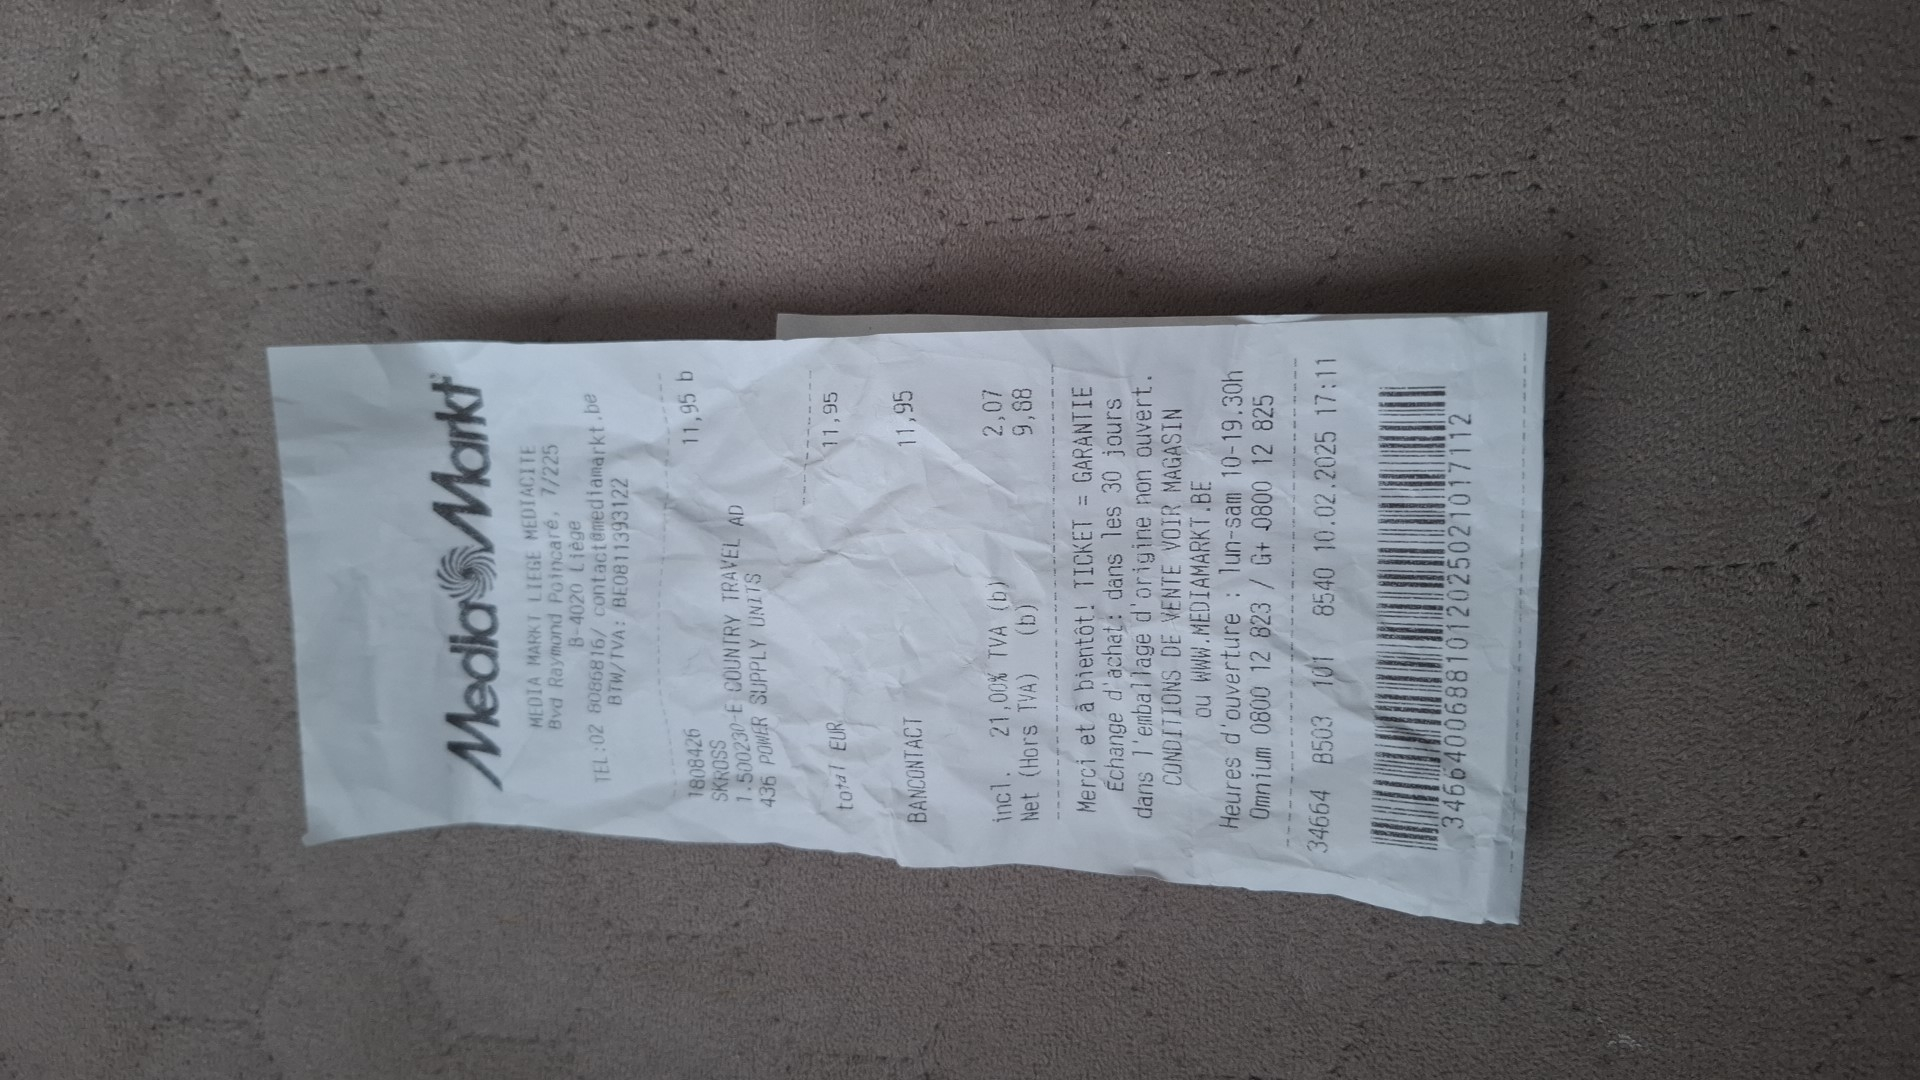 Media Markt
MEDIA MARKT LIEGE MEDIACITE
Bvd Raymond Poincaré, 7/225
B-4020 Liège
TEL:02 8086816/ contact@mediamarkt.be
BTW/TVA: BE0811393122
1808426 11,95 b
SKROSS
1.500230-E COUNTRY TRAVEL AD
436 POWER SUPPLY UNITS
total EUR 11,95
BANCONTACT 11,95
incl. 21,00% TVA (b) 2,07
Net (Hors TVA) (b) 9,88
Merci et à bientôt! TICKET = GARANTIE
Echange d'achat: dans les 30 jours
dans l'emballage d'origine non ouvert.
CONDITIONS DE VENTE VOIR MAGASIN
ou WWW.MEDIAMARKT.BE
Heures d'ouverture : lun-sam 10-19.30h
Omnium 0800 12 823 / G+ 0800 12 825
34664 B503 101 8540 10.02.2025 17:11
3466400688101202502101711​2